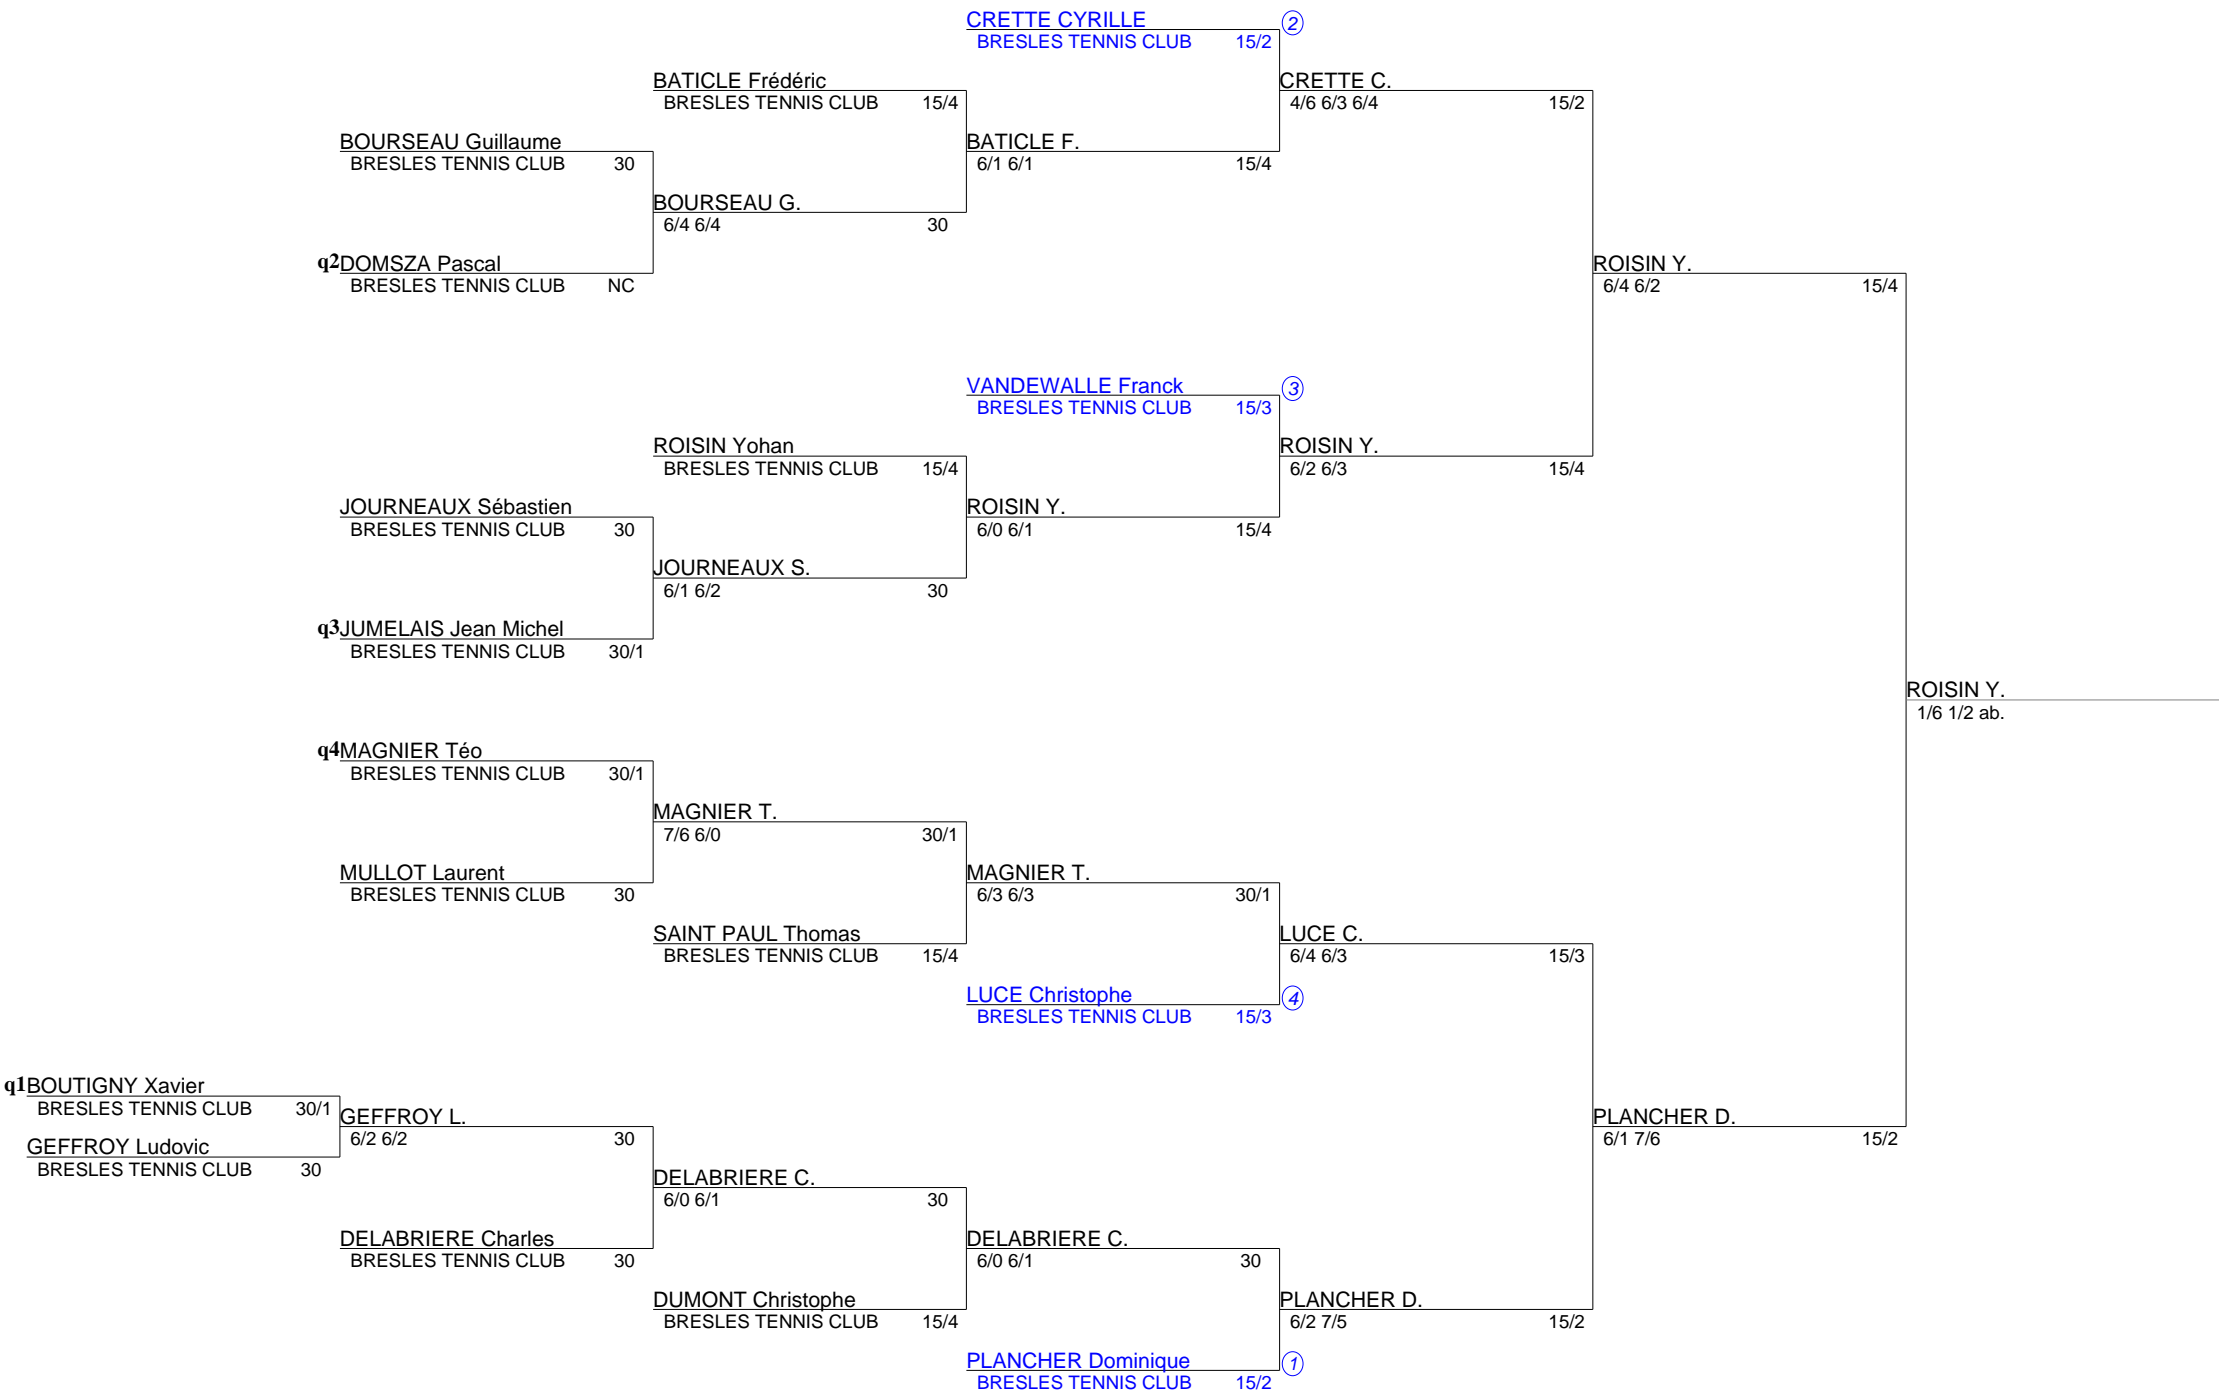 CRETTE CYRILLE 2
BRESLES TENNIS CLUB 15/2
BATICLE Frédéric
BRESLES TENNIS CLUB 15/4
CRETTE C.
4/6 6/3 6/4 15/2
BOURSEAU Guillaume
BRESLES TENNIS CLUB 30
BATICLE F.
6/1 6/1 15/4
BOURSEAU G.
6/4 6/4 30
q2 DOMSZA Pascal
BRESLES TENNIS CLUB NC
ROISIN Y.
6/4 6/2 15/4
VANDEWALLE Franck 3
BRESLES TENNIS CLUB 15/3
ROISIN Yohan
BRESLES TENNIS CLUB 15/4
ROISIN Y.
6/2 6/3 15/4
JOURNEAUX Sébastien
BRESLES TENNIS CLUB 30
ROISIN Y.
6/0 6/1 15/4
JOURNEAUX S.
6/1 6/2 30
q3 JUMELAIS Jean Michel
BRESLES TENNIS CLUB 30/1
ROISIN Y.
1/6 1/2 ab.
q4 MAGNIER Téo
BRESLES TENNIS CLUB 30/1
MAGNIER T.
7/6 6/0 30/1
MULLOT Laurent
BRESLES TENNIS CLUB 30
MAGNIER T.
6/3 6/3 30/1
SAINT PAUL Thomas
BRESLES TENNIS CLUB 15/4
LUCE C.
6/4 6/3 15/3
LUCE Christophe 4
BRESLES TENNIS CLUB 15/3
q1 BOUTIGNY Xavier
BRESLES TENNIS CLUB 30/1
GEFFROY L.
6/2 6/2 30
GEFFROY Ludovic
BRESLES TENNIS CLUB 30
PLANCHER D.
6/1 7/6 15/2
DELABRIERE C.
6/0 6/1 30
DELABRIERE Charles
BRESLES TENNIS CLUB 30
DELABRIERE C.
6/0 6/1 30
DUMONT Christophe
BRESLES TENNIS CLUB 15/4
PLANCHER D.
6/2 7/5 15/2
PLANCHER Dominique 1
BRESLES TENNIS CLUB 15/2